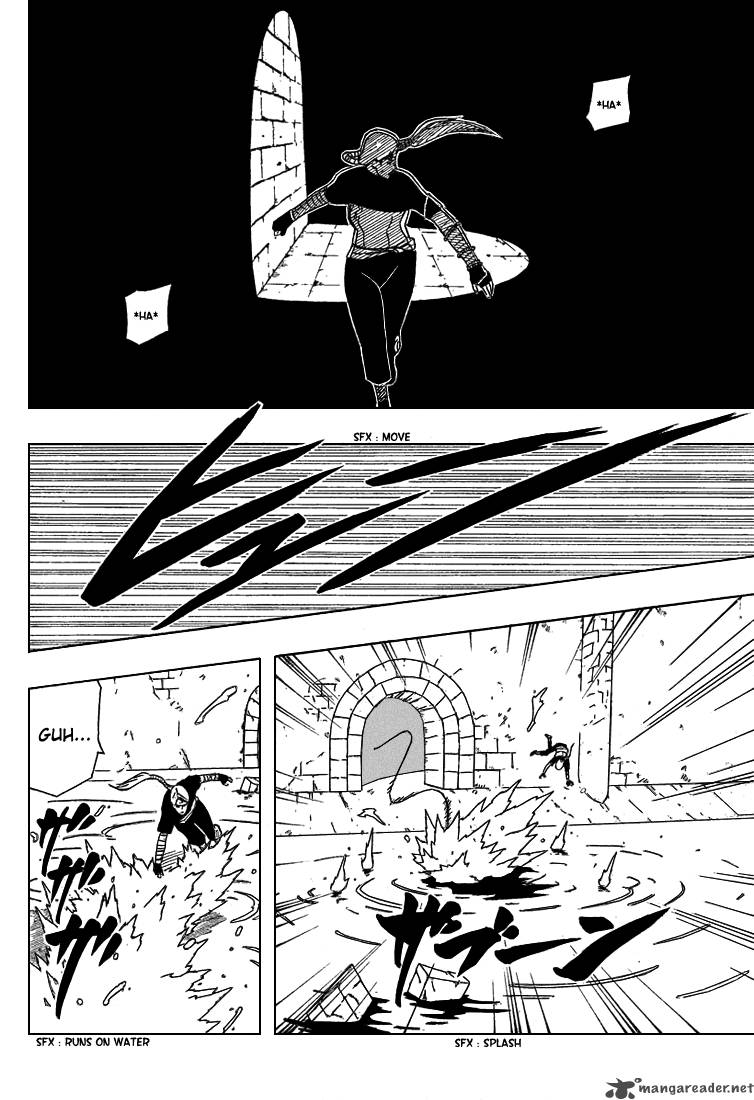 *HA*
*HA*
SFX : MOVE
ヒュッ
ザブーン
SFX : SPLASH
GUH...
ザザザ
SFX : RUNS ON WATER
mangareader.net